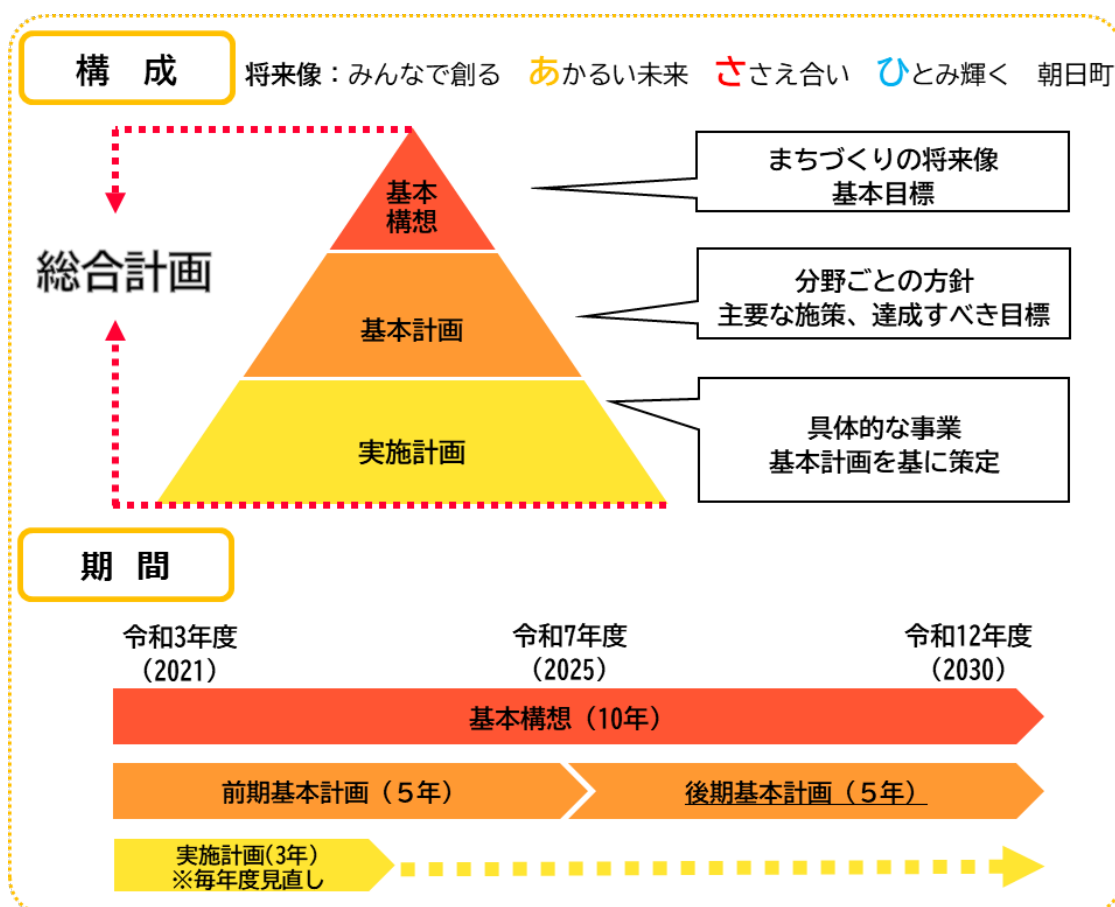 構 成
将来像：みんなで創る あかるい未来 ささえ合い ひとみ輝く 朝日町
基本
構想
まちづくりの将来像
基本目標
総合計画
基本計画
分野ごとの方針
主要な施策、達成すべき目標
実施計画
具体的な事業
基本計画を基に策定
期 間
令和3年度
（2021）
令和7年度
（2025）
令和12年度
（2030）
基本構想（10年）
前期基本計画（５年）
後期基本計画（５年）
実施計画(3年)
※毎年度見直し